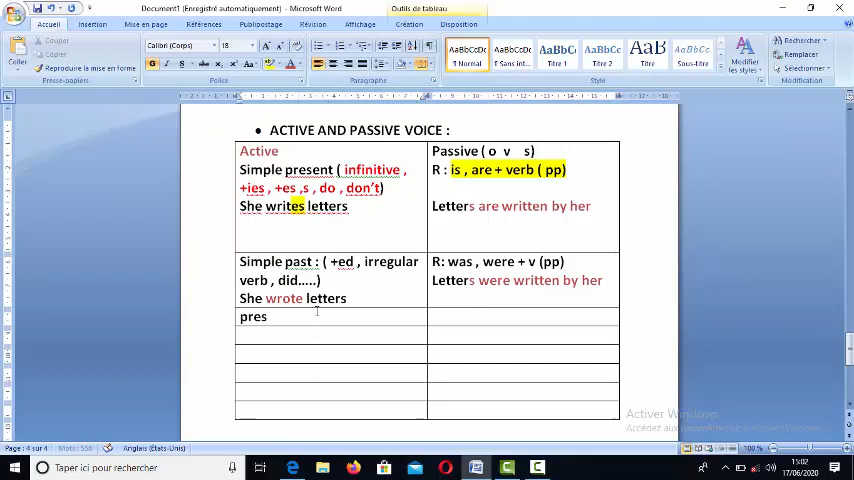 Document1 (Enregistré automatiquement) - Microsoft Word
Outils de tableau
Accueil Insertion Mise en page Références Publipostage Révision Affichage Création Disposition
Couper
Copier
Reproduire la mise en forme
Coller
Presse-papiers
Calibri (Corps) 18
Police
Paragraphe
AaBbCcDc AaBbCcDc AaBbC AaBbCc AaB AaBbCc.
¶ Normal ¶ Sans int... Titre 1 Titre 2 Titre Sous-titre
Style
Modifier les styles
Rechercher
Remplacer
Sélectionner
Modification
• ACTIVE AND PASSIVE VOICE :
Active
Simple present ( infinitive ,
+ies , +es ,s , do , don't)
She writes letters
Passive ( o v s)
R : is , are + verb ( pp)
Letters are written by her
Simple past : ( +ed , irregular
verb , did…..)
She wrote letters
R: was , were + v (pp)
Letters were written by her
pres
Activer Windows
Accédez aux paramètres
Page : 4 sur 4 Mots : 556 Anglais (États-Unis) 100 %
Taper ici pour rechercher
15:02
17/06/2020